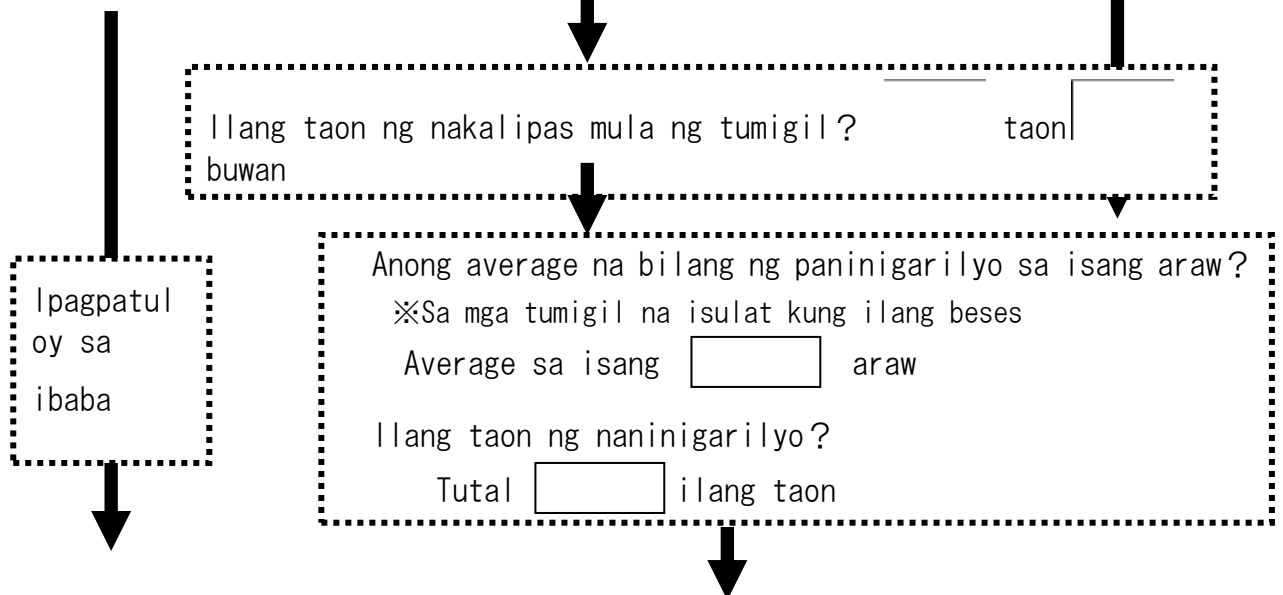 Ilang taon ng nakalipas mula ng tumigil? taon
buwan
Ipagpatul
oy sa
ibaba
Anong average na bilang ng paninigarilyo sa isang araw?
※Sa mga tumigil na isulat kung ilang beses
Average sa isang araw
Ilang taon ng naninigarilyo?
Tutal ilang taon